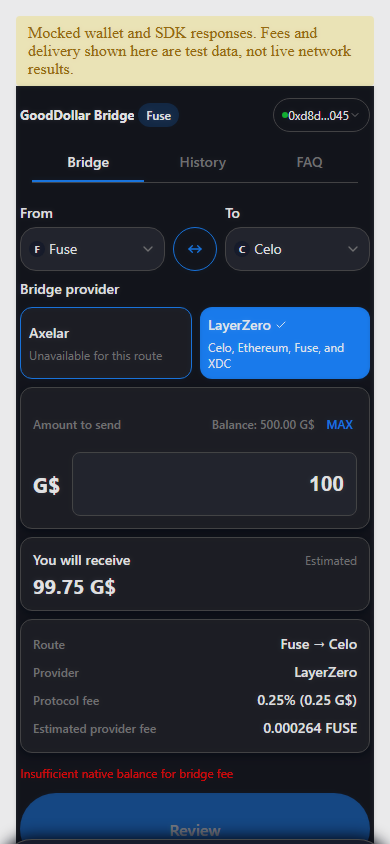 Mocked wallet and SDK responses. Fees and
delivery shown here are test data, not live network
results.
GoodDollar Bridge Fuse 0xd8d...045
Bridge History FAQ
From To
F Fuse C Celo
Bridge provider
Axelar
Unavailable for this route
LayerZero ✓
Celo, Ethereum, Fuse, and
XDC
Amount to send Balance: 500.00 G$ MAX
G$ 100
You will receive Estimated
99.75 G$
Route Fuse → Celo
Provider LayerZero
Protocol fee 0.25% (0.25 G$)
Estimated provider fee 0.000264 FUSE
Insufficient native balance for bridge fee
Review